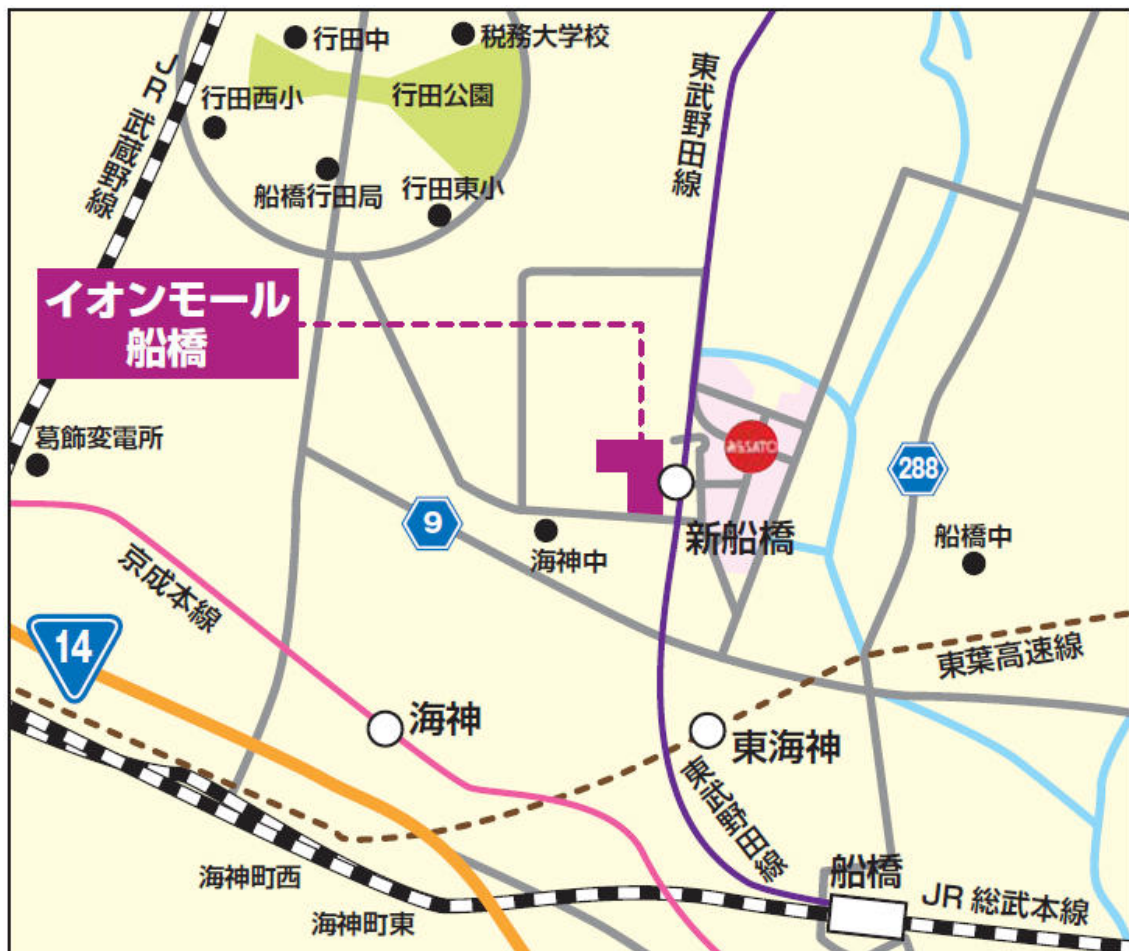 行田中
税務大学校
JR 武蔵野線
行田西小
行田公園
東武野田線
船橋行田局
行田東小
イオンモール
船橋
葛飾変電所
9
288
海神中
新船橋
船橋中
京成本線
14
東葉高速線
海神
東海神
東武野田線
海神町西
船橋
JR 総武本線
海神町東